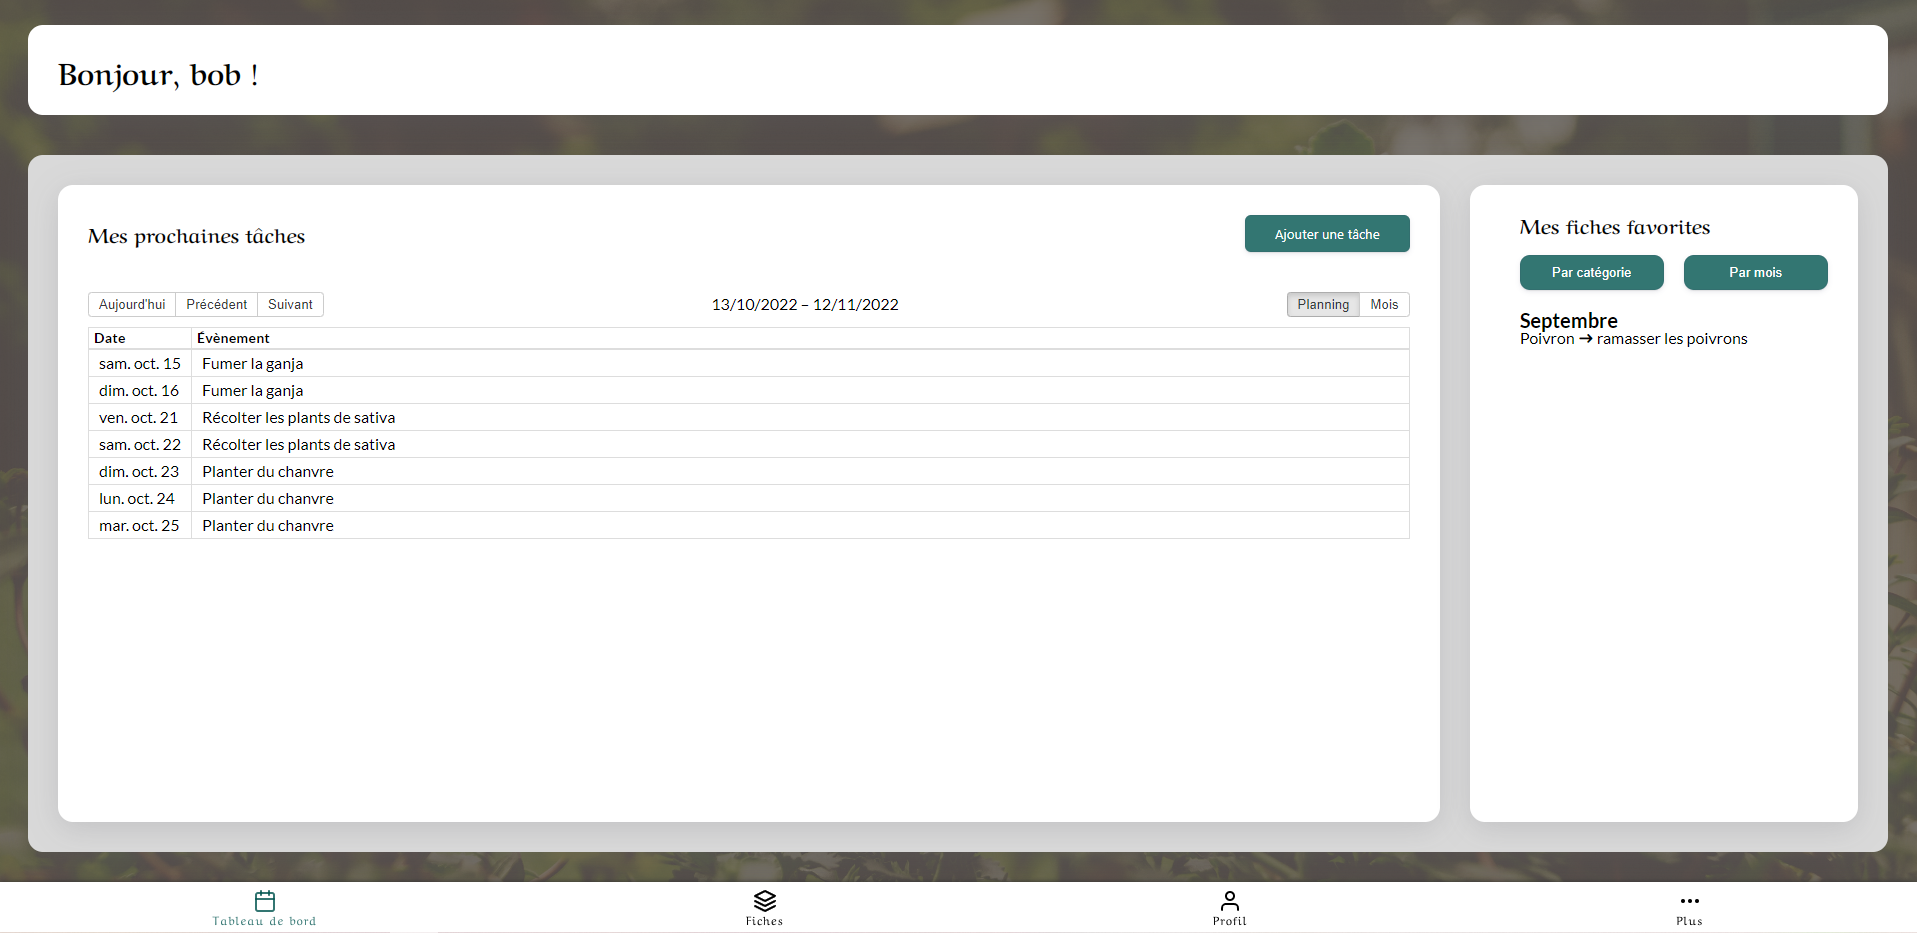 Bonjour, bob !
Mes prochaines tâches
Ajouter une tâche
Aujourd'hui Précédent Suivant
13/10/2022 – 12/11/2022
Planning Mois
Date Évènement
sam. oct. 15 Fumer la ganja
dim. oct. 16 Fumer la ganja
ven. oct. 21 Récolter les plants de sativa
sam. oct. 22 Récolter les plants de sativa
dim. oct. 23 Planter du chanvre
lun. oct. 24 Planter du chanvre
mar. oct. 25 Planter du chanvre
Mes fiches favorites
Par catégorie Par mois
Septembre
Poivron → ramasser les poivrons
Tableau de bord Fiches Profil Plus